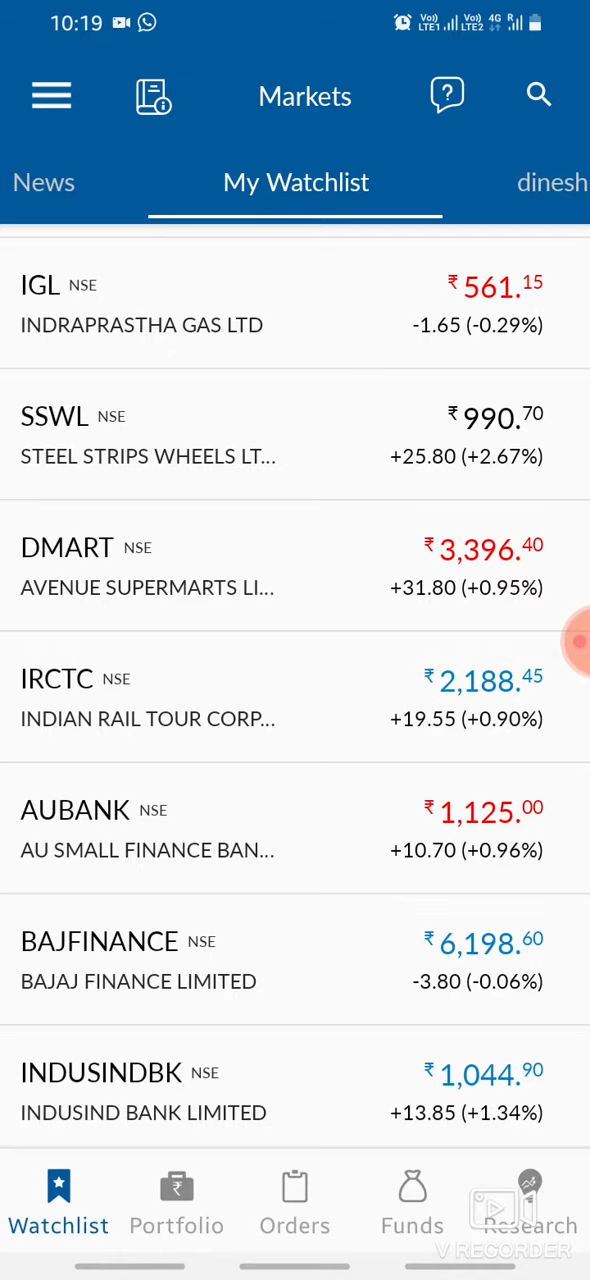 10:19 Vo)) LTE1 Vo)) LTE2 4G R
Markets
News My Watchlist dinesh
IGL NSE ₹561.15
INDRAPRASTHA GAS LTD -1.65 (-0.29%)
SSWL NSE ₹990.70
STEEL STRIPS WHEELS LT... +25.80 (+2.67%)
DMART NSE ₹3,396.40
AVENUE SUPERMARTS LI... +31.80 (+0.95%)
IRCTC NSE ₹2,188.45
INDIAN RAIL TOUR CORP... +19.55 (+0.90%)
AUBANK NSE ₹1,125.00
AU SMALL FINANCE BAN... +10.70 (+0.96%)
BAJFINANCE NSE ₹6,198.60
BAJAJ FINANCE LIMITED -3.80 (-0.06%)
INDUSINDBK NSE ₹1,044.90
INDUSIND BANK LIMITED +13.85 (+1.34%)
Watchlist Portfolio Orders Funds Research
V RECORDER